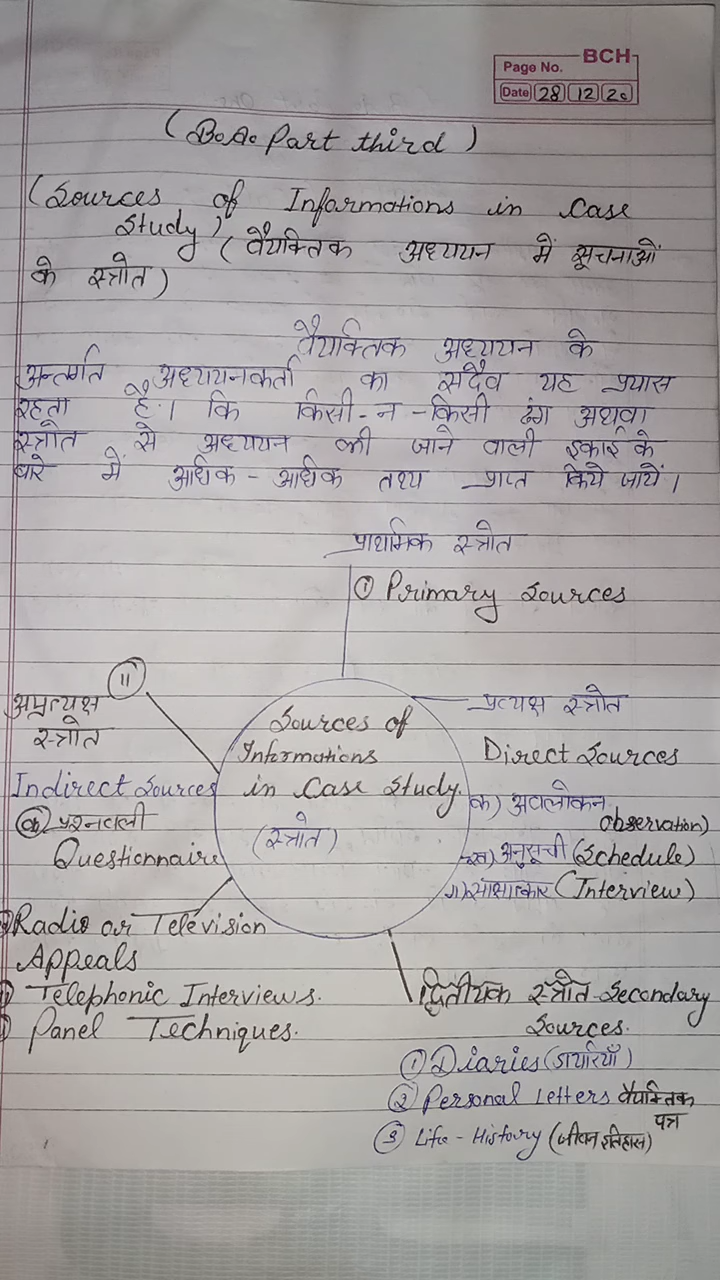 BCH
Page No.
Date 28 12 20
(B.A. Part third)
(Sources of Informations in Case
Study) (वैयक्तिक अध्ययन में सूचनाओं
के स्त्रोत)
वैयक्तिक अध्ययन के
अन्तर्गत अध्ययनकर्ता का सदैव यह प्रयास
रहता है। कि किसी-न-किसी ढंग अथवा
स्त्रोत से अध्ययन की जाने वाली इकाई के
बारे में अधिक-अधिक तथ्य प्राप्त किये जायें।
प्राथमिक स्त्रोत
① Primary Sources
11
अप्रत्यक्ष
स्त्रोत
Indirect Sources
(क) प्रश्नवली
Questionnaire
Radio or Television
Appeals
Telephonic Interviews.
Panel Techniques.
Sources of
Informations
in Case Study.
(स्त्रोत)
प्रत्यक्ष स्त्रोत
Direct Sources
क) अवलोकन
Observation)
ख) अनुसूची (Schedule)
ग) साक्षात्कार (Interview)
द्वितीयक स्त्रोत-Secondary
Sources.
① Diaries (डायरियाँ)
② Personal Letters वैयक्तिक
पत्र
③ Life-History (जीवन इतिहास)